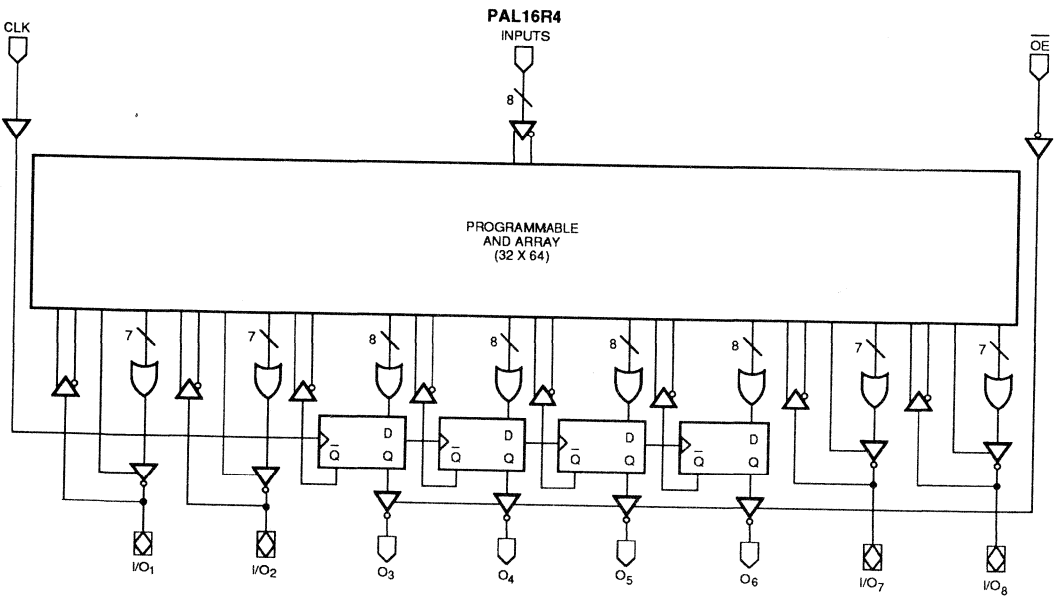 PAL16R4
CLK
INPUTS
OE
8
PROGRAMMABLE
AND ARRAY
(32 X 64)
7
7
8
8
8
8
7
7
D
D
D
D
Q
Q
Q
Q
Q
Q
Q
Q
I/O1
I/O2
O3
O4
O5
O6
I/O7
I/O8